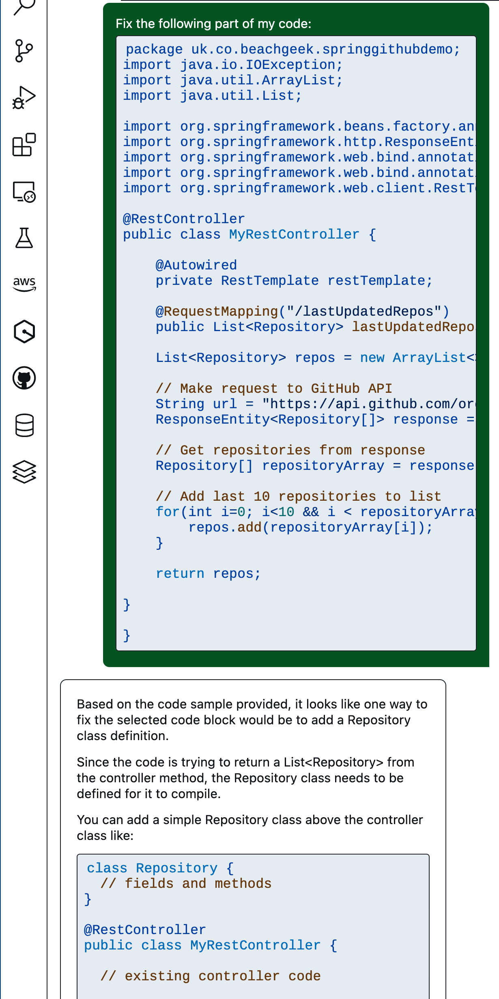 Fix the following part of my code:
package uk.co.beachgeek.springgithubdemo;
import java.io.IOException;
import java.util.ArrayList;
import java.util.List;
import org.springframework.beans.factory.an
import org.springframework.http.ResponseEnt
import org.springframework.web.bind.annotat
import org.springframework.web.bind.annotat
import org.springframework.web.client.RestT
@RestController
public class MyRestController {
@Autowired
private RestTemplate restTemplate;
@RequestMapping("/lastUpdatedRepos")
public List<Repository> lastUpdatedRepo
List<Repository> repos = new ArrayList<
// Make request to GitHub API
String url = "https://api.github.com/or
ResponseEntity<Repository[]> response =
// Get repositories from response
Repository[] repositoryArray = response
// Add last 10 repositories to list
for(int i=0; i<10 && i < repositoryArra
repos.add(repositoryArray[i]);
}
return repos;
}
}
aws
Based on the code sample provided, it looks like one way to
fix the selected code block would be to add a Repository
class definition.
Since the code is trying to return a List<Repository> from
the controller method, the Repository class needs to be
defined for it to compile.
You can add a simple Repository class above the controller
class like:
class Repository {
// fields and methods
}
@RestController
public class MyRestController {
// existing controller code